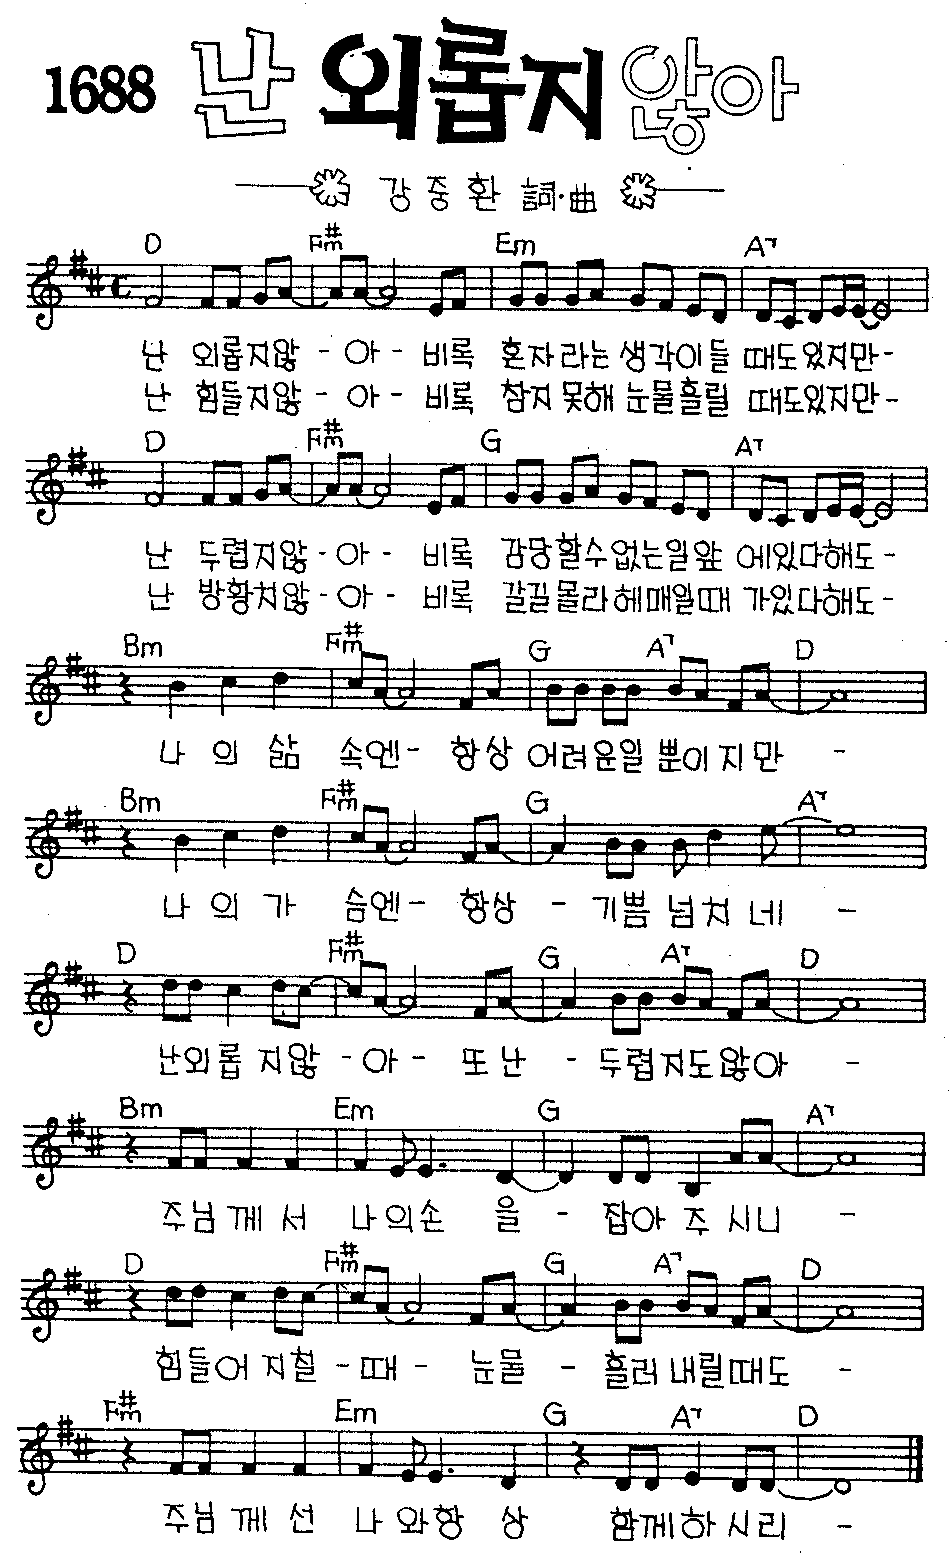 1688 난 외롭지 않아
강중환 詞·曲
D F#m Em A7
난 외롭지않 - 아 - 비록 혼자라는 생각이들 때도있지만 -
난 힘들지않 - 아 - 비록 참지 못해 눈물흘릴 때도있지만 -
D F#m G A7
난 두렵지않 - 아 - 비록 감당할수없는일앞 에있다해도 -
난 방황치않 - 아 - 비록 갈길몰라헤매일때 가있다해도 -
Bm F#m G A7 D
나 의 삶 속엔 - 항상 어려운일 뿐이지만 -
Bm F#m G A7
나 의 가 슴엔 - 항상 - 기쁨 넘쳐 네 -
D F#m G A7 D
난외롭 지않 - 아 - 또 난 - 두렵지도않아 -
Bm Em G A7
주님 께 서 나의손 을 - 잡아 주 시니 -
D F#m G A7 D
힘들어 지칠 - 때 - 눈물 - 흘러 내릴때도 -
F#m Em G A7 D
주님 께 선 나 와항 상 함께하시리 -